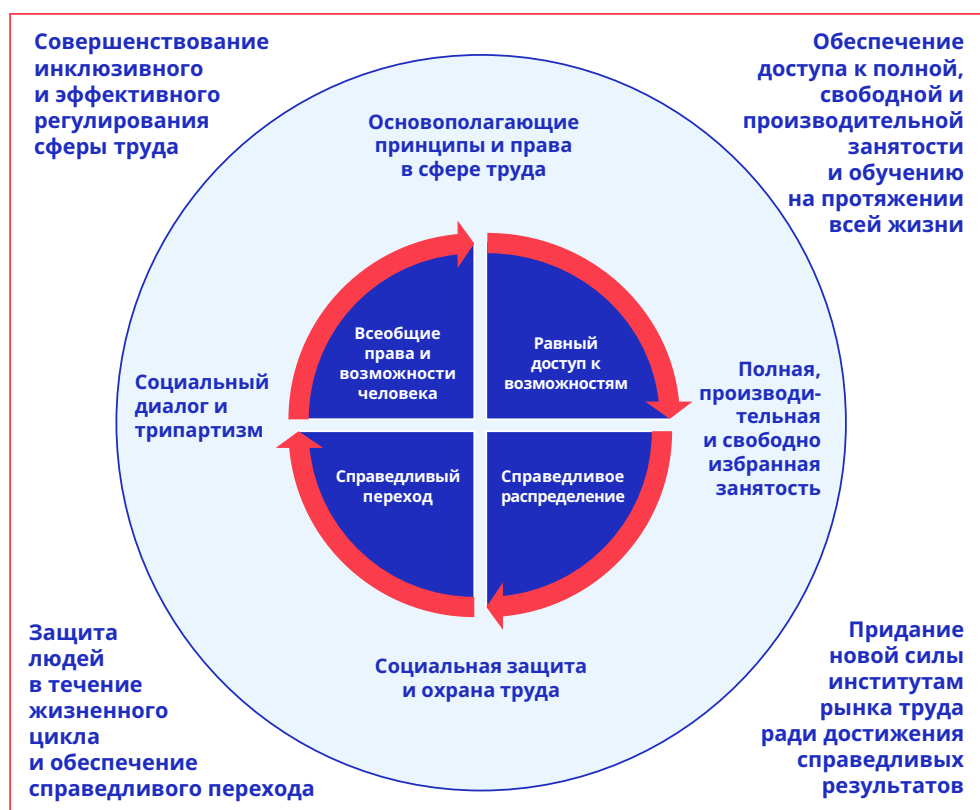 Совершенствование
инклюзивного
и эффективного
регулирования
сферы труда
Обеспечение
доступа к полной,
свободной и
производительной
занятости
и обучению
на протяжении
всей жизни
Основополагающие
принципы и права
в сфере труда
Всеобщие
права и
возможности
человека
Равный
доступ к
возможностям
Социальный
диалог и
трипартизм
Полная,
производи-
тельная
и свободно
избранная
занятость
Справедливый
переход
Справедливое
распределение
Социальная защита
и охрана труда
Защита
людей
в течение
жизненного
цикла
и обеспечение
справедливого перехода
Придание
новой силы
институтам
рынка труда
ради достижения
справедливых
результатов